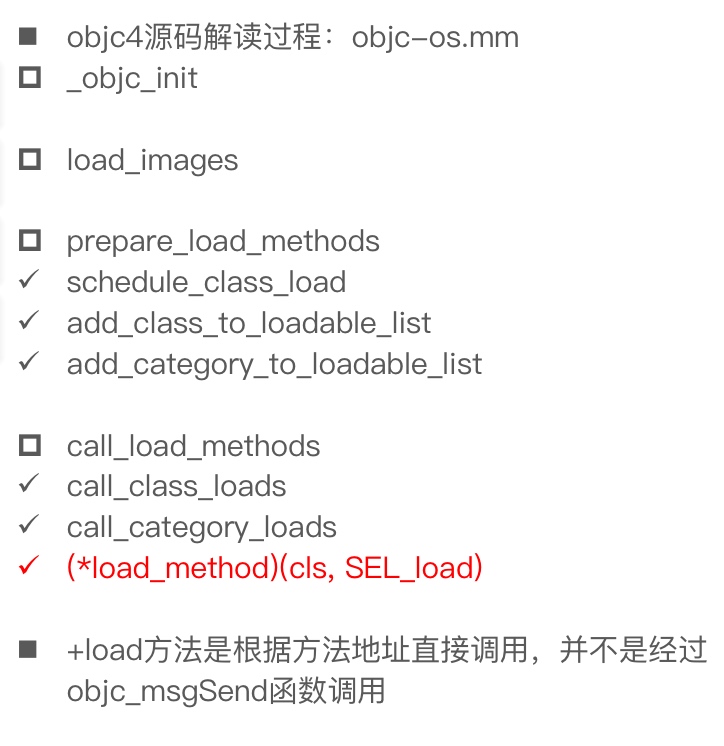 objc4源码解读过程：objc-os.mm
_objc_init
load_images
prepare_load_methods
schedule_class_load
add_class_to_loadable_list
add_category_to_loadable_list
call_load_methods
call_class_loads
call_category_loads
(*load_method)(cls, SEL_load)
+load方法是根据方法地址直接调用，并不是经过
objc_msgSend函数调用